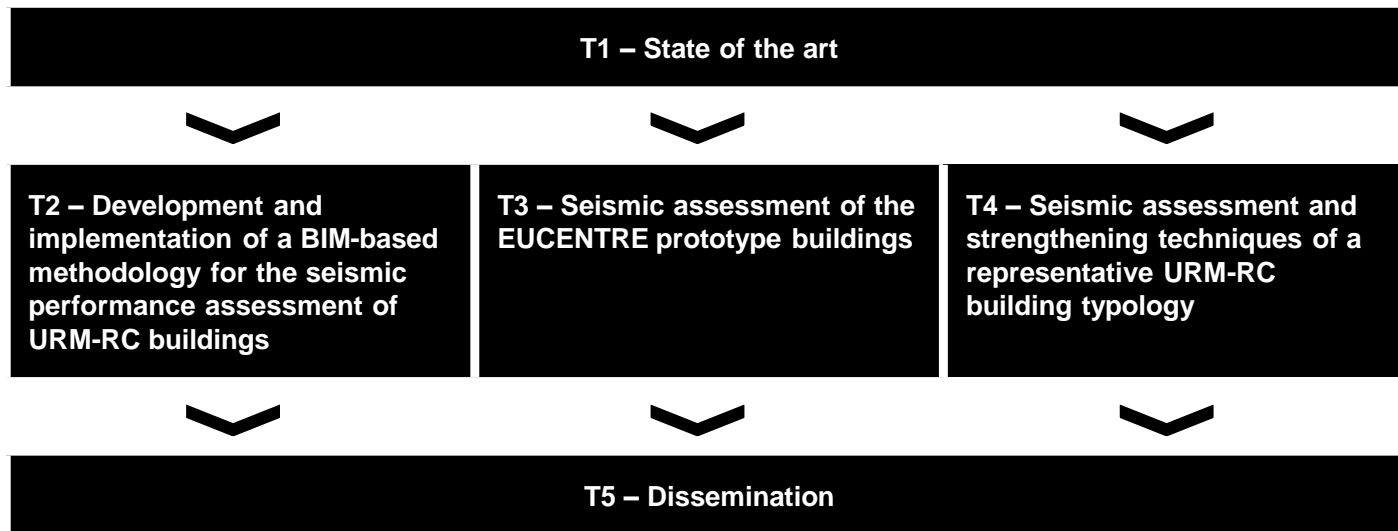 T1 – State of the art
T2 – Development and
implementation of a BIM-based
methodology for the seismic
performance assessment of
URM-RC buildings
T3 – Seismic assessment of the
EUCENTRE prototype buildings
T4 – Seismic assessment and
strengthening techniques of a
representative URM-RC
building typology
T5 – Dissemination